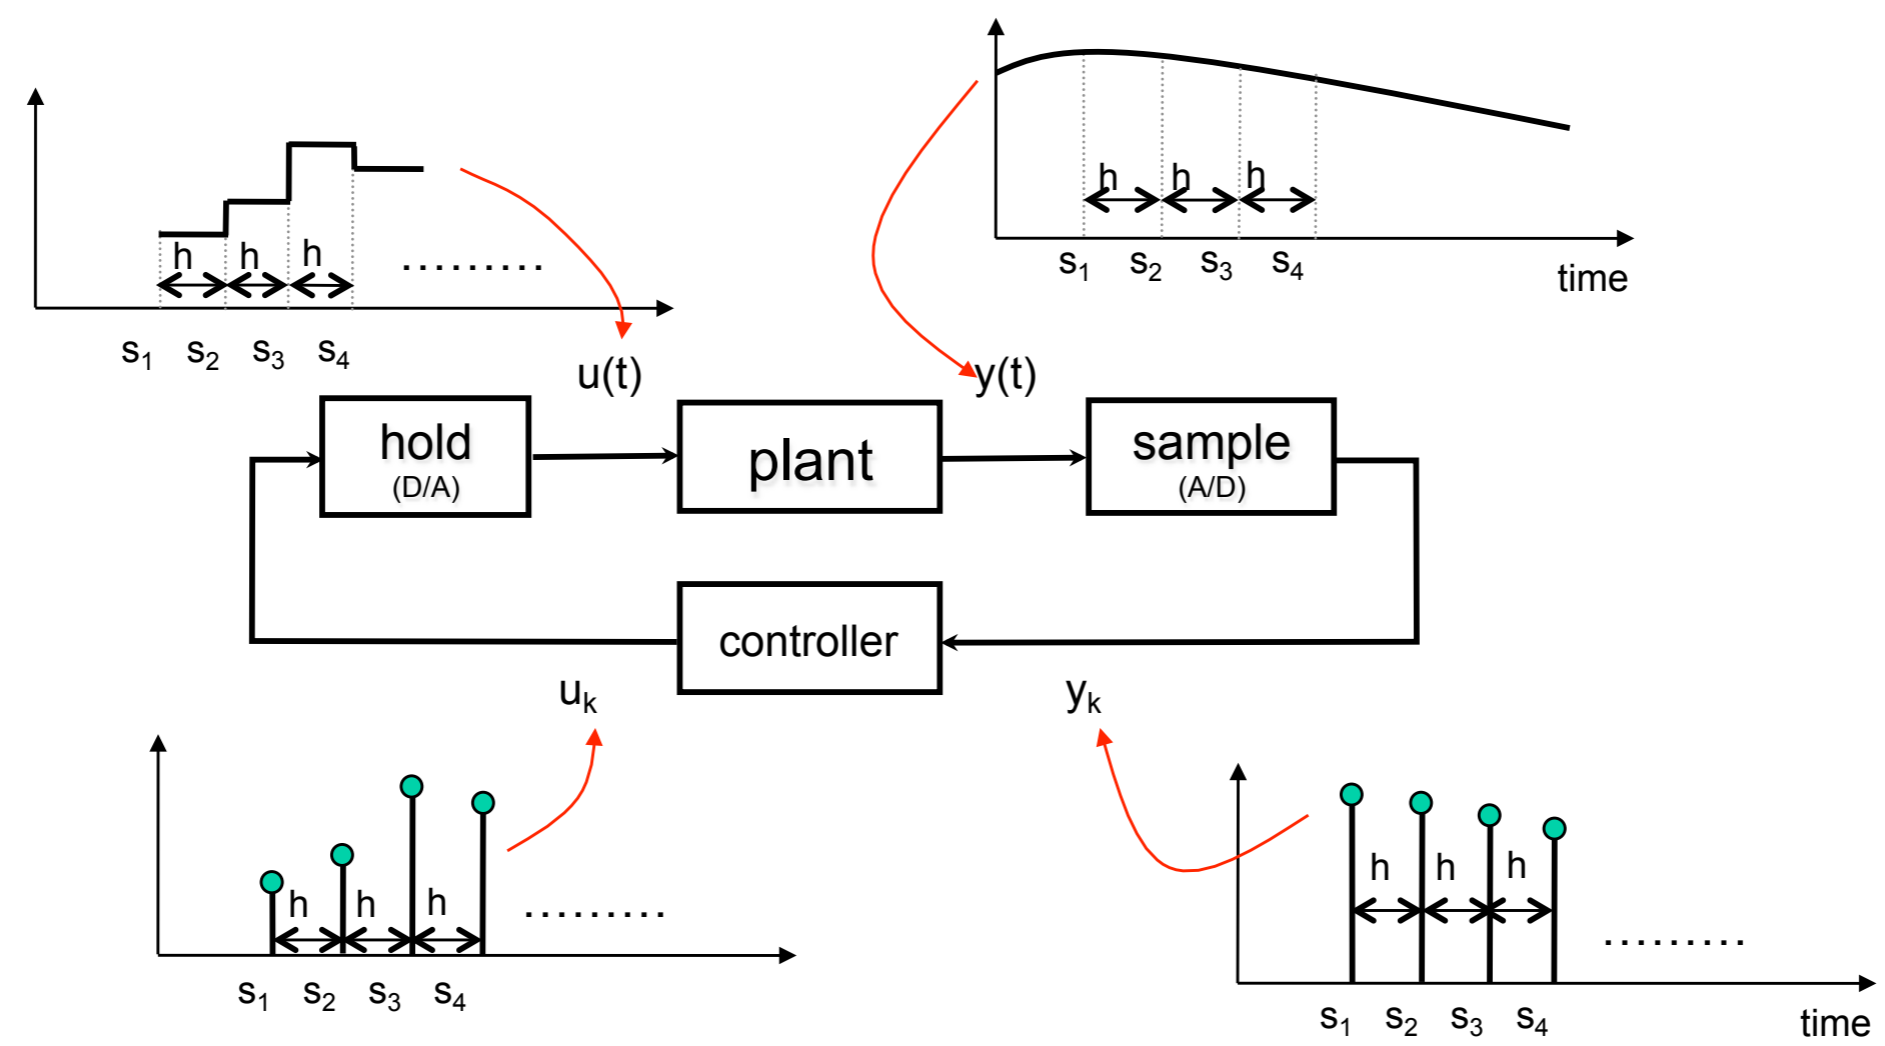 h h h
s1 s2 s3 s4
.........
u(t)
h h h
s1 s2 s3 s4
time
y(t)
hold
(D/A)
plant
sample
(A/D)
controller
uk
yk
h h h
.........
s1 s2 s3 s4
h h h
.........
s1 s2 s3 s4
time